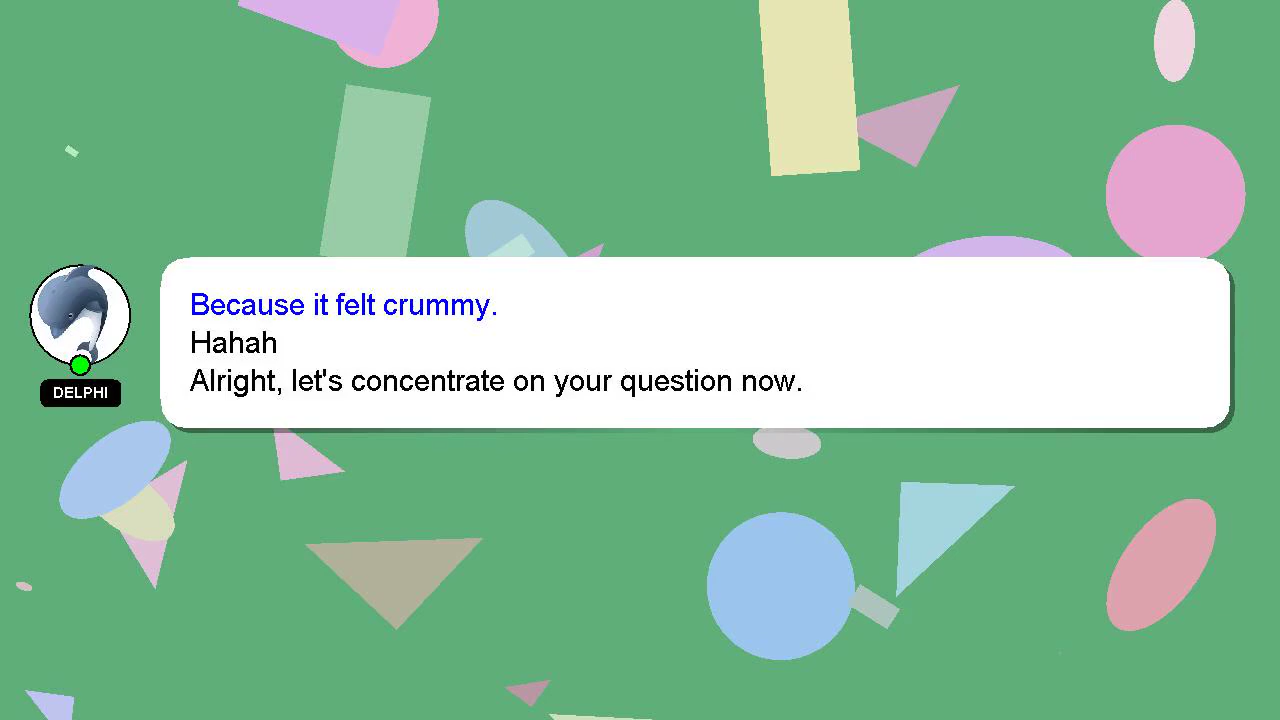 Because it felt crummy.
Hahah
Alright, let's concentrate on your question now.
DELPHI